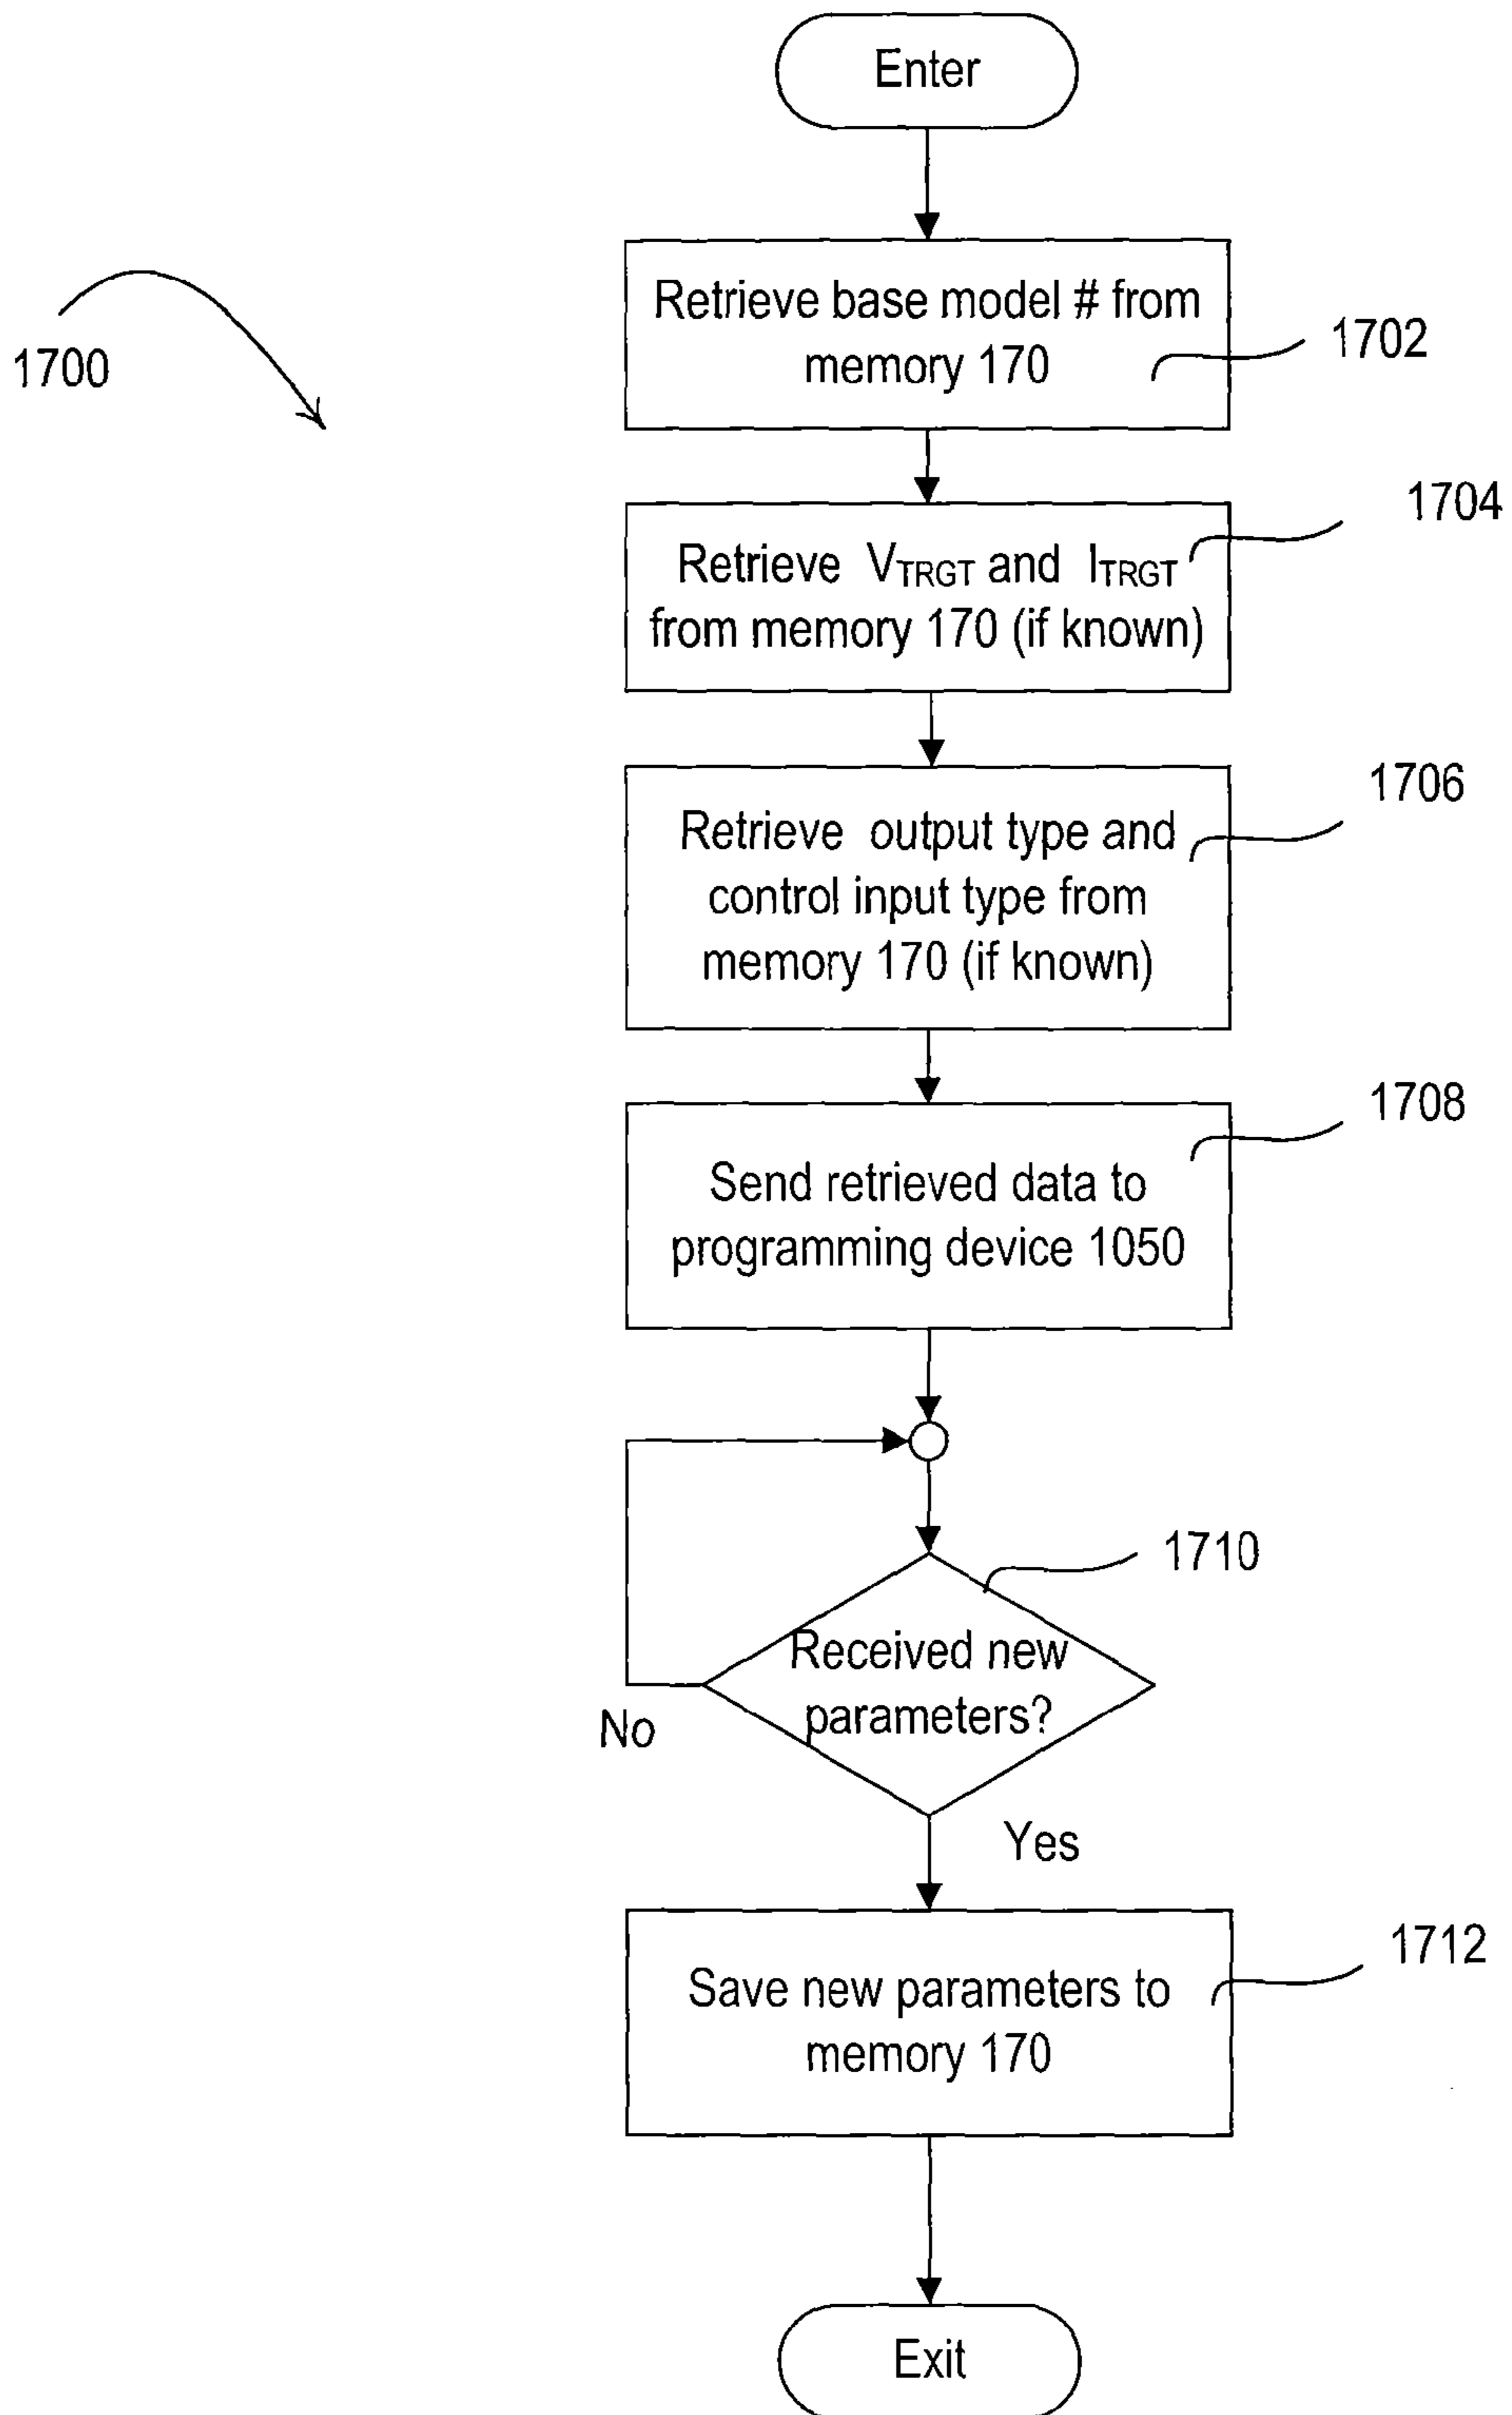 Enter
Retrieve base model # from
memory 170
1702
1700
1704
Retrieve VTRGT and ITRGT
from memory 170 (if known)
1706
Retrieve output type and
control input type from
memory 170 (if known)
1708
Send retrieved data to
programming device 1050
1710
Received new
parameters?
No
Yes
1712
Save new parameters to
memory 170
Exit